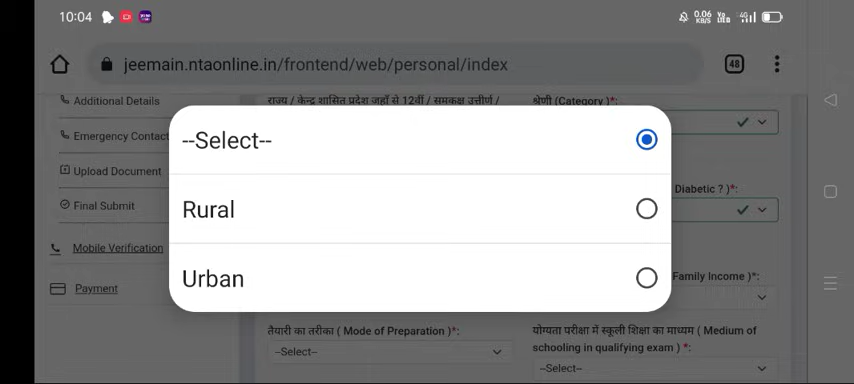 10:04
0.06
KB/S
48
jeemain.ntaonline.in/frontend/web/personal/index
Additional Details
Emergency Contact
Upload Document
Final Submit
Mobile Verification
Payment
राज्य / केन्द्र शासित प्रदेश जहाँ से 12वीं / समकक्ष उत्तीर्ण /
श्रेणी (Category )*:
--Select--
Rural
Urban
Diabetic ? )*:
Family Income )*:
तैयारी का तरीका ( Mode of Preparation )*:
--Select--
योग्यता परीक्षा में स्कूली शिक्षा का माध्यम ( Medium of
schooling in qualifying exam ) *:
--Select--